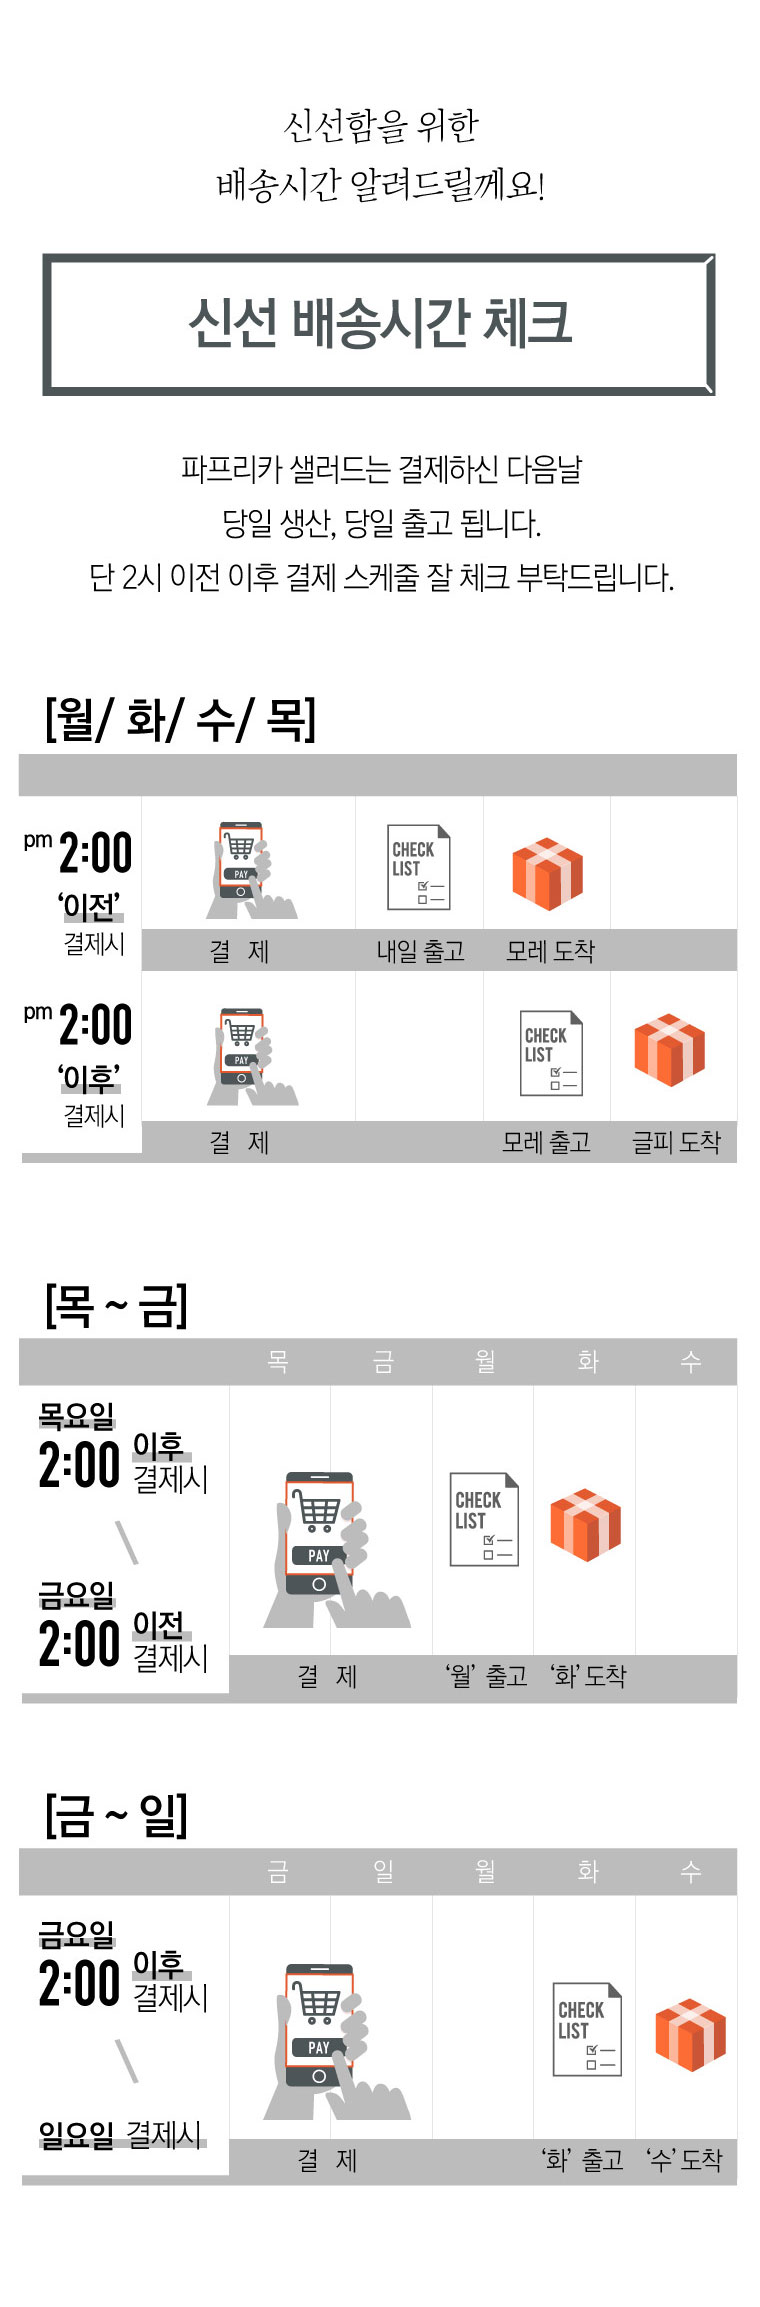 신선함을 위한
배송시간 알려드릴께요!
신선 배송시간 체크
파프리카 샐러드는 결제하신 다음날
당일 생산, 당일 출고 됩니다.
단 2시 이전 이후 결제 스케줄 잘 체크 부탁드립니다.
[월/ 화/ 수/ 목]
pm 2:00
‘이전’
결제시
PAY
CHECK
LIST
결 제
내일 출고
모레 도착
pm 2:00
‘이후’
결제시
PAY
CHECK
LIST
결 제
모레 출고
글피 도착
[목 ~ 금]
목 금 월 화 수
목요일
2:00 이후
결제시
금요일
2:00 이전
결제시
PAY
CHECK
LIST
결 제
‘월’ 출고
‘화’ 도착
[금 ~ 일]
금 일 월 화 수
금요일
2:00 이후
결제시
일요일 결제시
PAY
CHECK
LIST
결 제
‘화’ 출고
‘수’ 도착